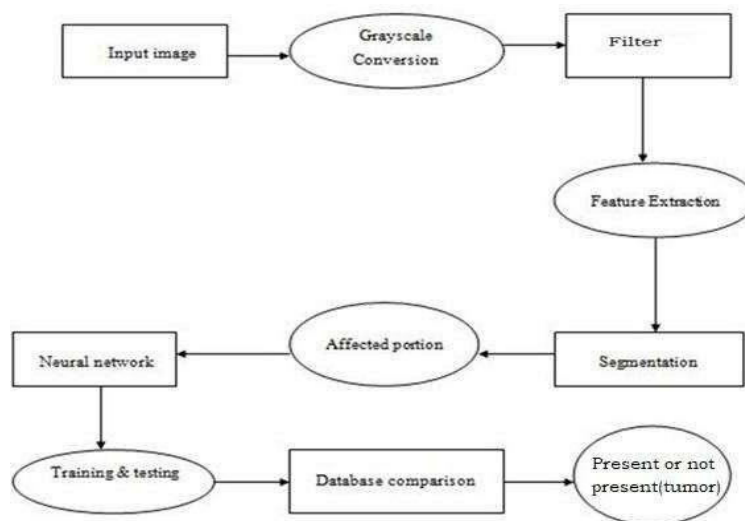 Input image
Grayscale
Conversion
Filter
Feature Extraction
Segmentation
Affected portion
Neural network
Training & testing
Database comparison
Present or not
present(tumor)